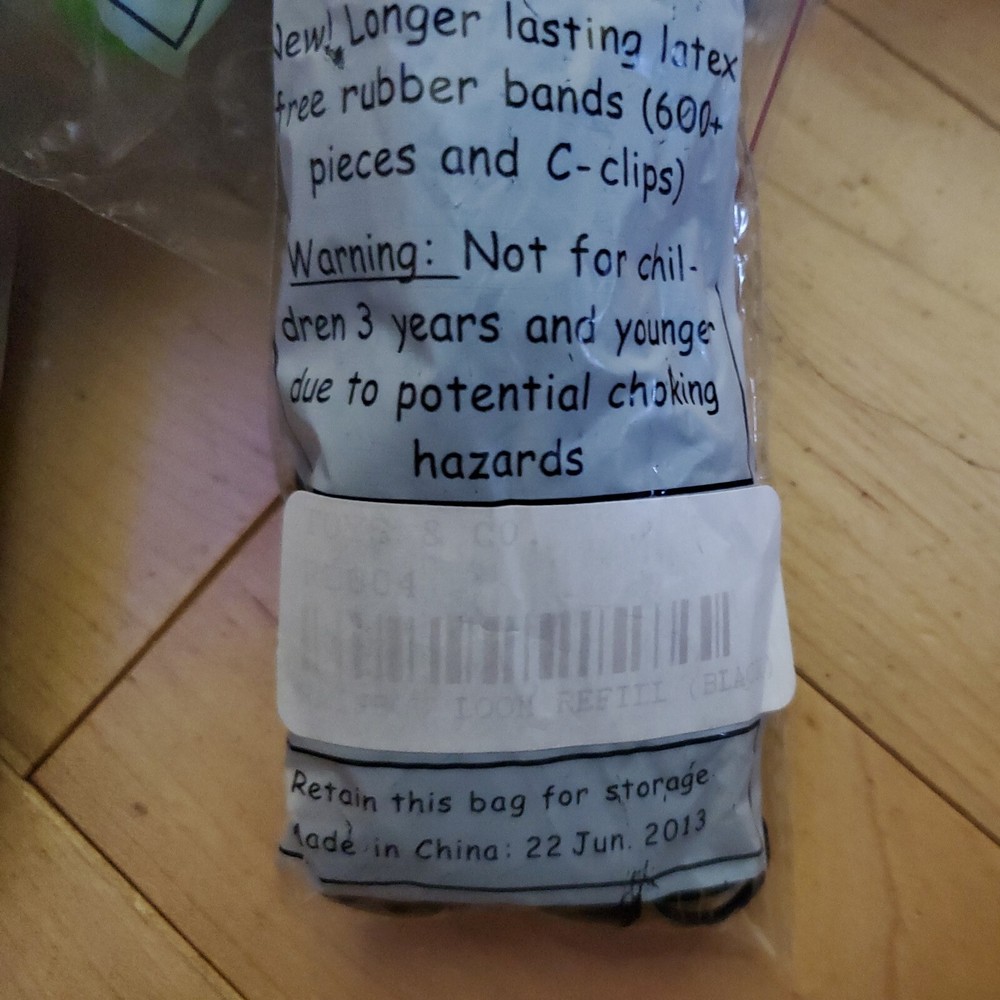 New! Longer lasting latex
free rubber bands (600+
pieces and C-clips)
Warning: Not for chil-
dren 3 years and younger
due to potential choking
hazards
& CO.
LOOM REFILL (BLACK)
Retain this bag for storage.
Made in China: 22 Jun. 2013